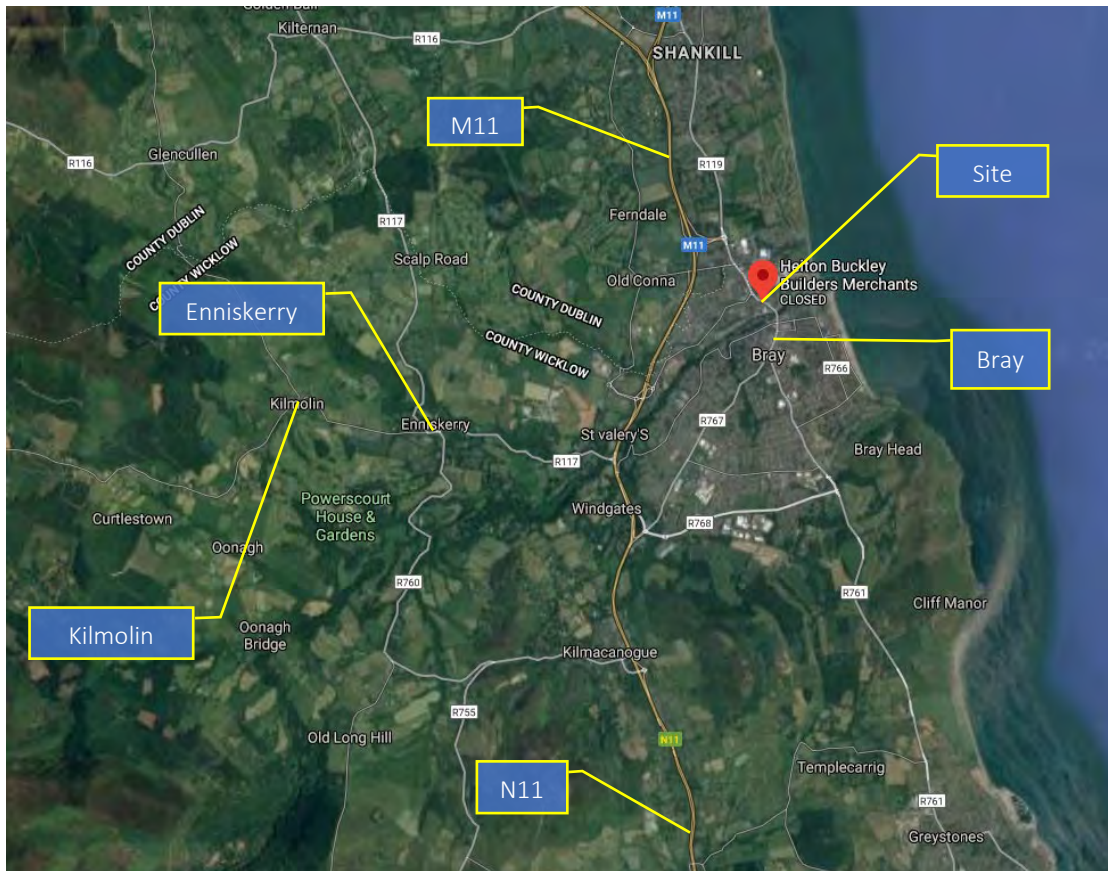 Golden Ball
M11
Kilternan
R116
SHANKILL
M11
Glencullen
R116
R119
Site
COUNTY DUBLIN
COUNTY WICKLOW
R117
Ferndale
M11
Scalp Road
Old Conna
Heiton Buckley
Builders Merchants
CLOSED
COUNTY DUBLIN
COUNTY WICKLOW
Enniskerry
Bray
Bray
R766
Kilmolin
Enniskerry
St valery'S
R767
R117
Bray Head
Powerscourt
House &
Gardens
Windgates
Curtlestown
R768
Oonagh
R760
R761
Cliff Manor
Kilmolin
Oonagh
Bridge
Kilmacanogue
R755
Old Long Hill
N11
Templecarrig
N11
R761
Greystones